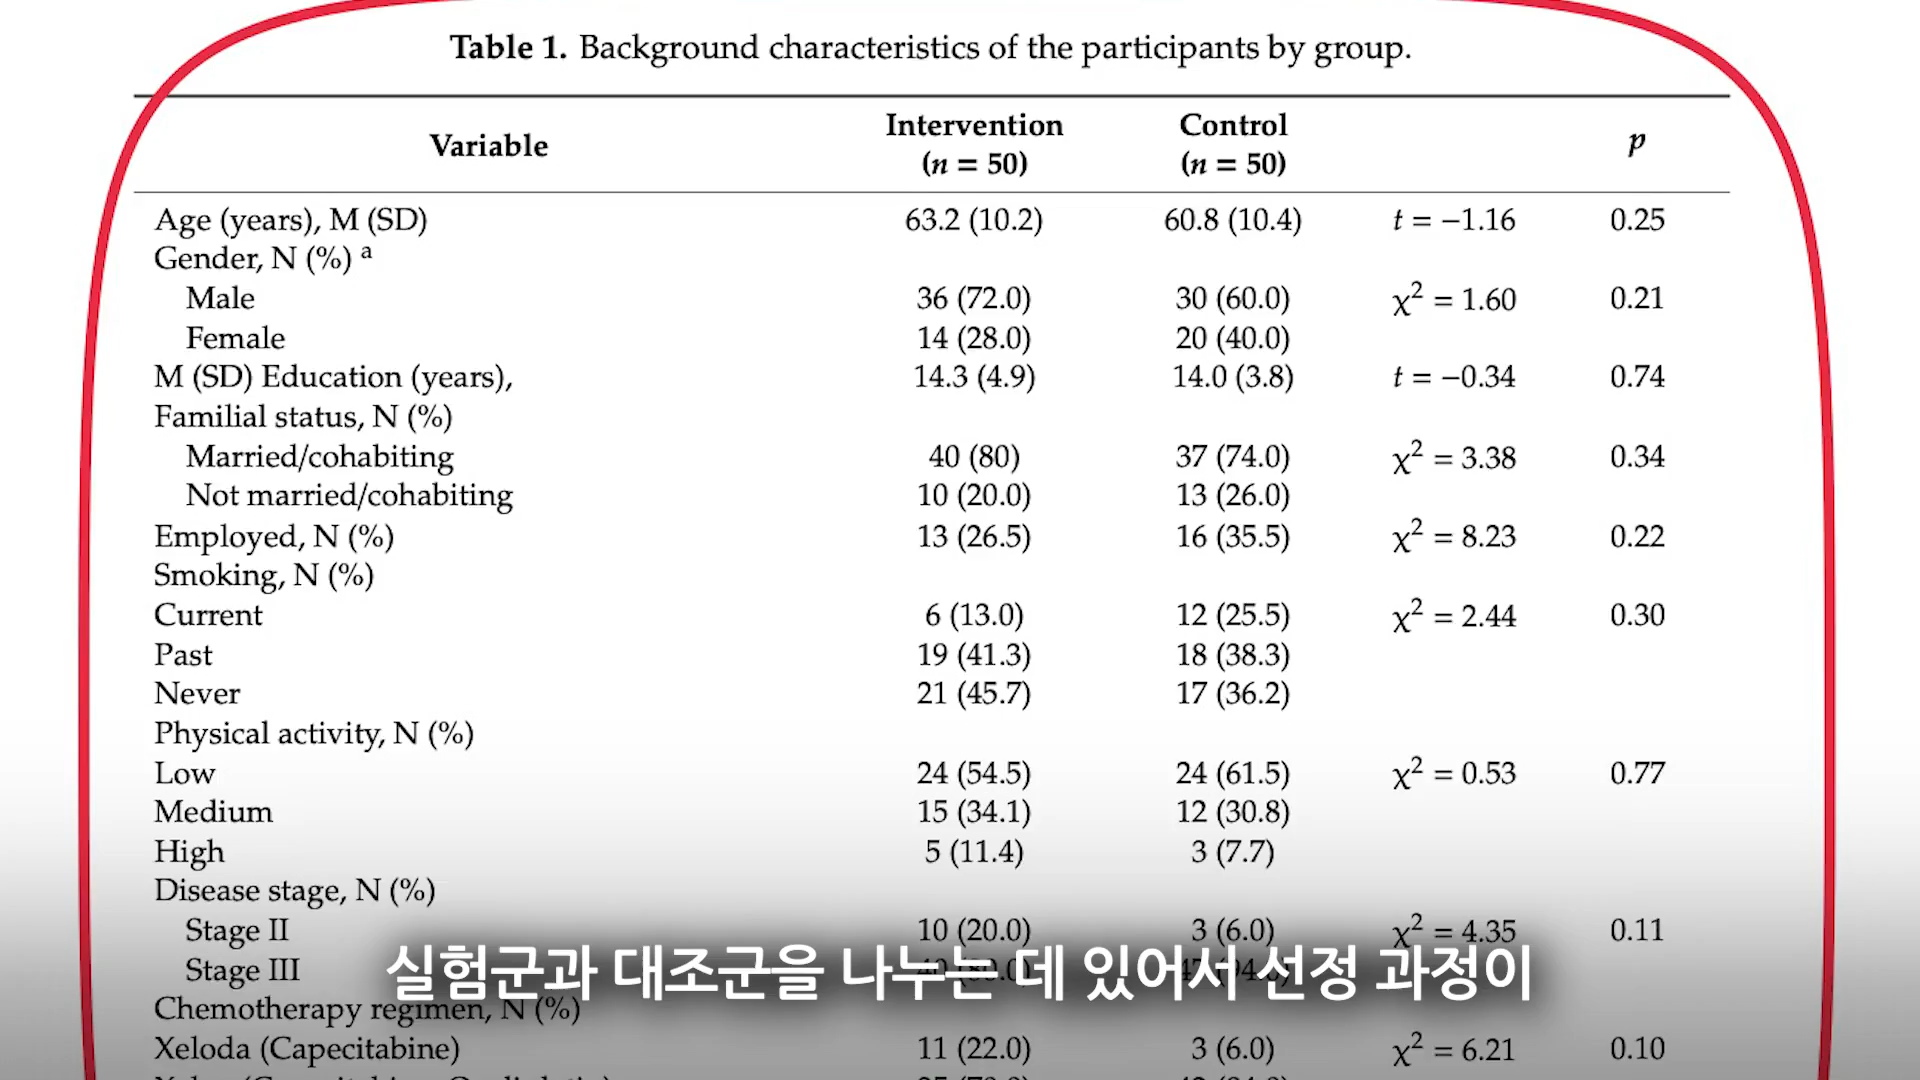 Table 1. Background characteristics of the participants by group.
Variable Intervention (n = 50) Control (n = 50) p
Age (years), M (SD) 63.2 (10.2) 60.8 (10.4) t = −1.16 0.25
Gender, N (%) a
Male 36 (72.0) 30 (60.0) χ2 = 1.60 0.21
Female 14 (28.0) 20 (40.0)
M (SD) Education (years), 14.3 (4.9) 14.0 (3.8) t = −0.34 0.74
Familial status, N (%)
Married/cohabiting 40 (80) 37 (74.0) χ2 = 3.38 0.34
Not married/cohabiting 10 (20.0) 13 (26.0)
Employed, N (%) 13 (26.5) 16 (35.5) χ2 = 8.23 0.22
Smoking, N (%)
Current 6 (13.0) 12 (25.5) χ2 = 2.44 0.30
Past 19 (41.3) 18 (38.3)
Never 21 (45.7) 17 (36.2)
Physical activity, N (%)
Low 24 (54.5) 24 (61.5) χ2 = 0.53 0.77
Medium 15 (34.1) 12 (30.8)
High 5 (11.4) 3 (7.7)
Disease stage, N (%)
Stage II 10 (20.0) 3 (6.0) χ2 = 4.35 0.11
Stage III
실험군과 대조군을 나누는 데 있어서 선정 과정이
Chemotherapy regimen, N (%)
Xeloda (Capecitabine) 11 (22.0) 3 (6.0) χ2 = 6.21 0.10